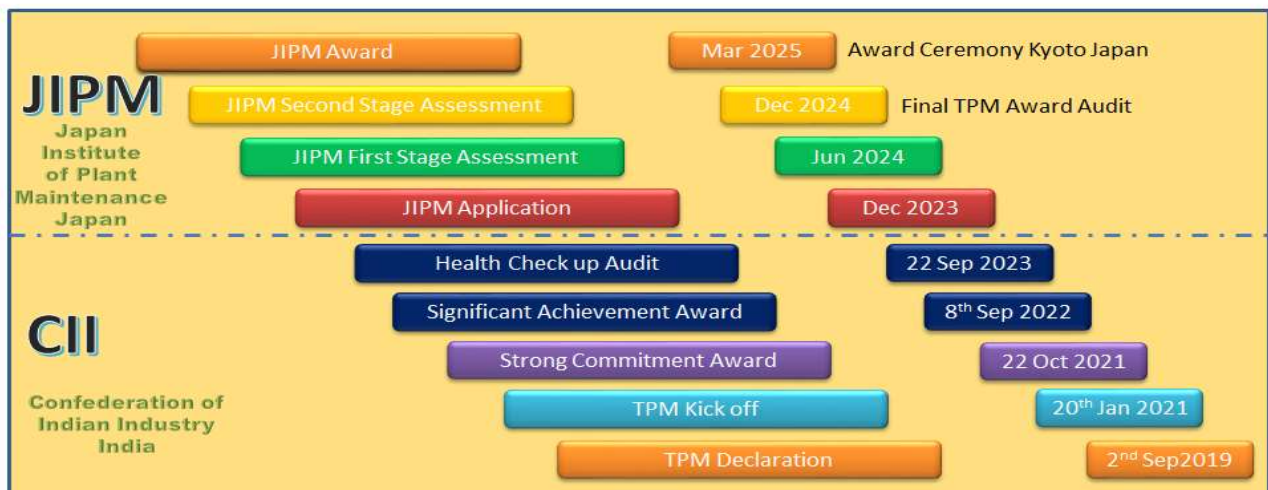 JIPM Award
Mar 2025
Award Ceremony Kyoto Japan
JIPM
JIPM Second Stage Assessment
Dec 2024
Final TPM Award Audit
Japan
Institute
of Plant
Maintenance
Japan
JIPM First Stage Assessment
Jun 2024
JIPM Application
Dec 2023
Health Check up Audit
22 Sep 2023
Significant Achievement Award
8th Sep 2022
CII
Strong Commitment Award
22 Oct 2021
Confederation of
Indian Industry
India
TPM Kick off
20th Jan 2021
TPM Declaration
2nd Sep2019